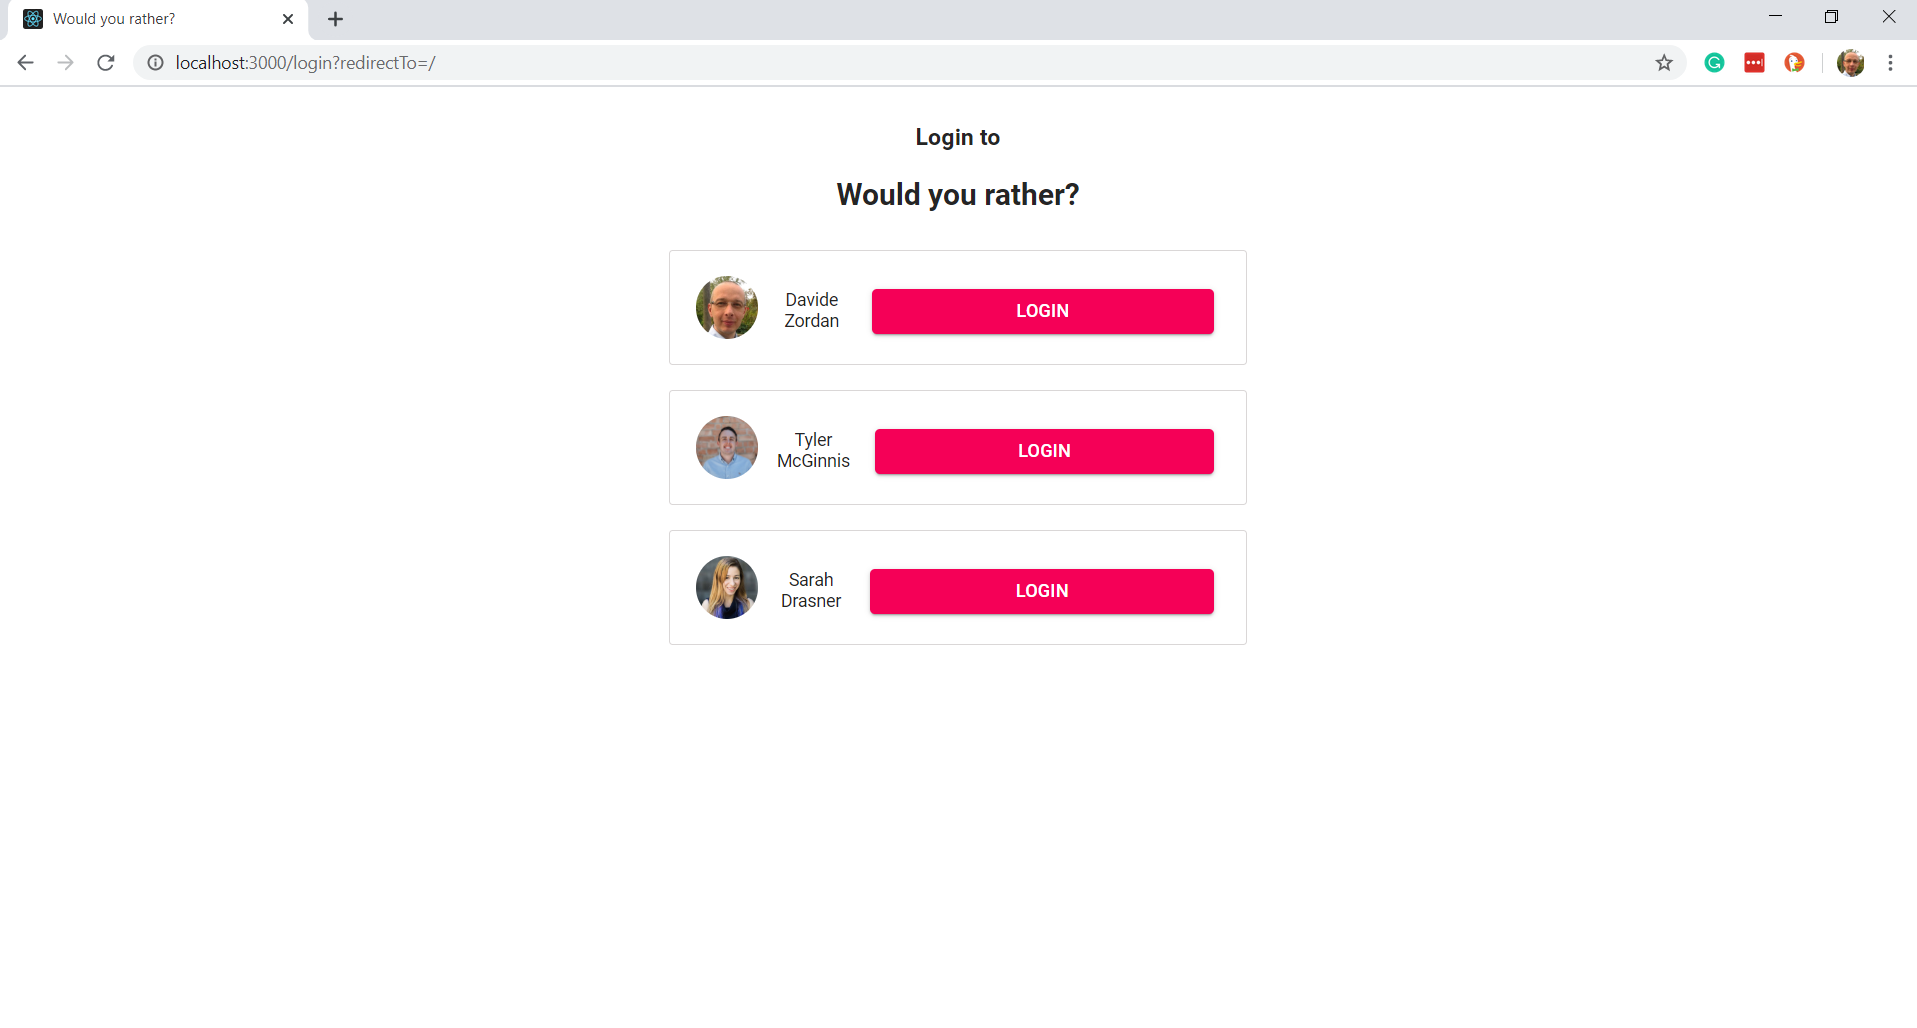 Would you rather?
localhost:3000/login?redirectTo=/
Login to
Would you rather?
Davide
Zordan
LOGIN
Tyler
McGinnis
LOGIN
Sarah
Drasner
LOGIN